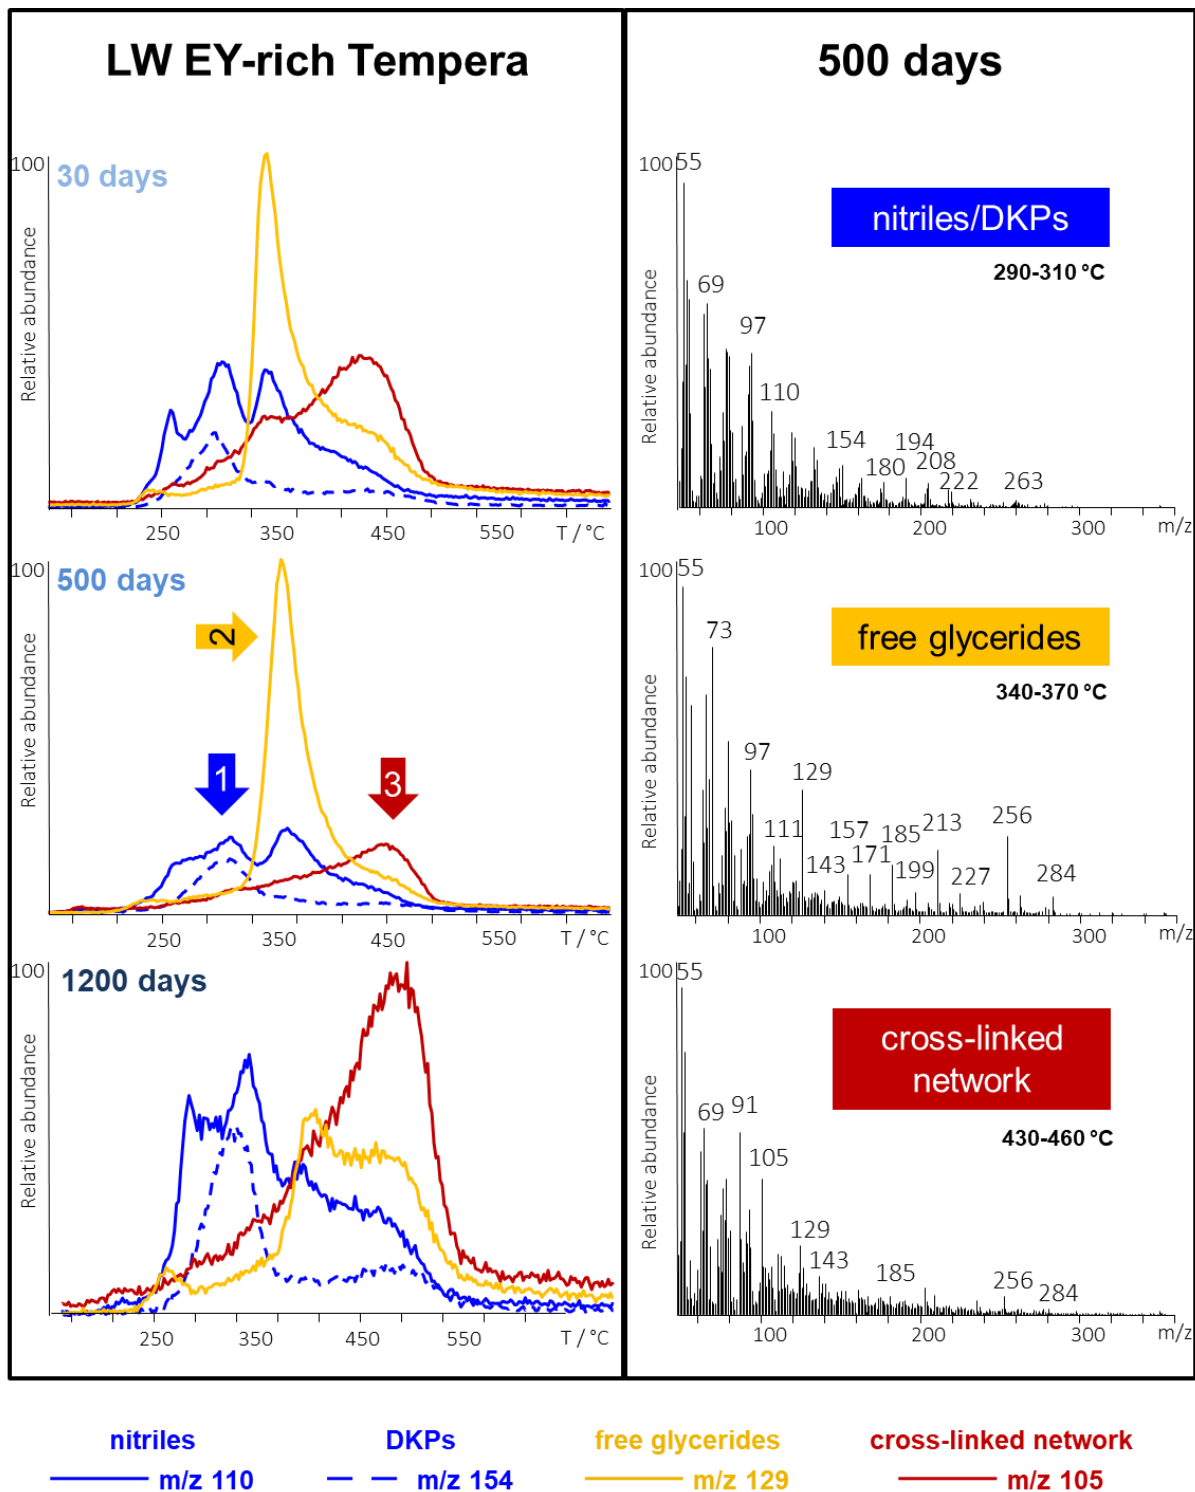 LW EY-rich Tempera
100
30 days
Relative abundance
250 350 450 550 T / °C
100
500 days
2
1
3
Relative abundance
250 350 450 550 T / °C
100
1200 days
Relative abundance
250 350 450 550 T / °C
500 days
100 55
nitriles/DKPs
290-310 °C
69
97
110
154
194
180
208
222
263
Relative abundance
100 200 300 m/z
100 55
free glycerides
340-370 °C
73
97
129
111
157
185
213
256
143
171
199
227
284
Relative abundance
100 200 300 m/z
100 55
cross-linked
network
430-460 °C
69 91
105
129
143
185
256
284
Relative abundance
100 200 300 m/z
nitriles DKPs free glycerides cross-linked network
m/z 110 m/z 154 m/z 129 m/z 105